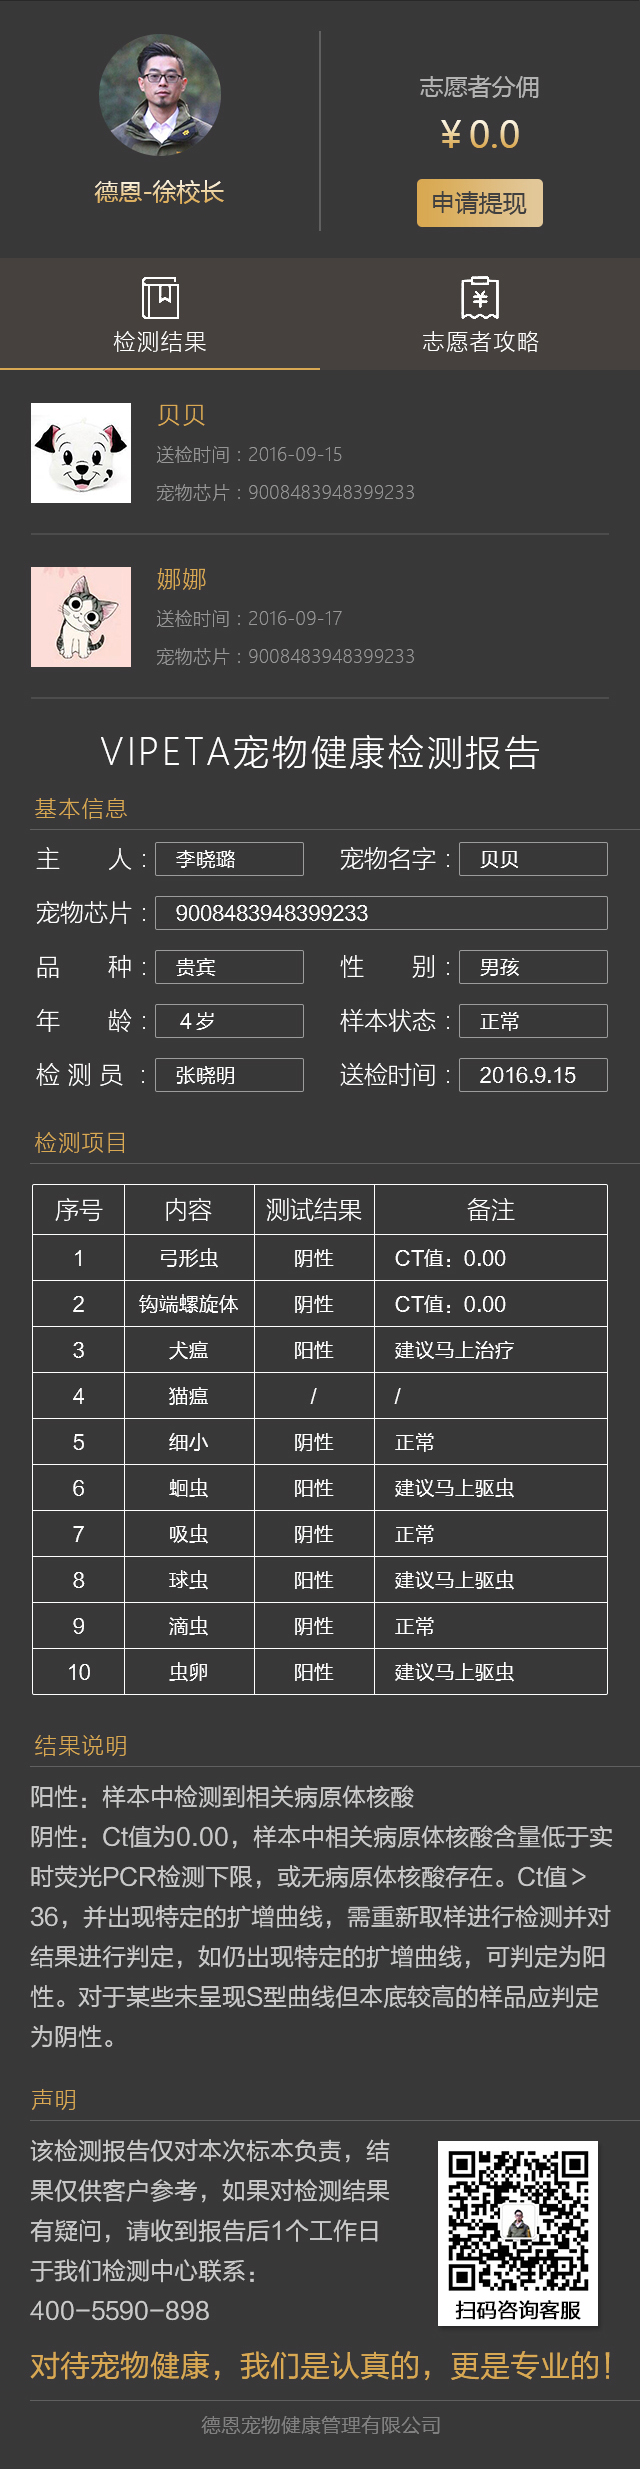 志愿者分佣
¥ 0.0
德恩-徐校长
申请提现
检测结果
志愿者攻略
贝贝
送检时间：2016-09-15
宠物芯片：9008483948399233
娜娜
送检时间：2016-09-17
宠物芯片：9008483948399233
VIPETA宠物健康检测报告
基本信息
主 人： 李晓璐 宠物名字： 贝贝
宠物芯片： 9008483948399233
品 种： 贵宾 性 别： 男孩
年 龄： 4岁 样本状态： 正常
检测员： 张晓明 送检时间： 2016.9.15
检测项目
序号 内容 测试结果 备注
1 弓形虫 阴性 CT值：0.00
2 钩端螺旋体 阴性 CT值：0.00
3 犬瘟 阳性 建议马上治疗
4 猫瘟 / /
5 细小 阴性 正常
6 蛔虫 阳性 建议马上驱虫
7 吸虫 阴性 正常
8 球虫 阳性 建议马上驱虫
9 滴虫 阴性 正常
10 虫卵 阳性 建议马上驱虫
结果说明
阳性：样本中检测到相关病原体核酸
阴性：Ct值为0.00，样本中相关病原体核酸含量低于实
时荧光PCR检测下限，或无病原体核酸存在。Ct值＞
36，并出现特定的扩增曲线，需重新取样进行检测并对
结果进行判定，如仍出现特定的扩增曲线，可判定为阳
性。对于某些未呈现S型曲线但本底较高的样品应判定
为阴性。
声明
该检测报告仅对本次标本负责，结
果仅供客户参考，如果对检测结果
有疑问，请收到报告后1个工作日
于我们检测中心联系：
400-5590-898
扫码咨询客服
对待宠物健康，我们是认真的，更是专业的！
德恩宠物健康管理有限公司